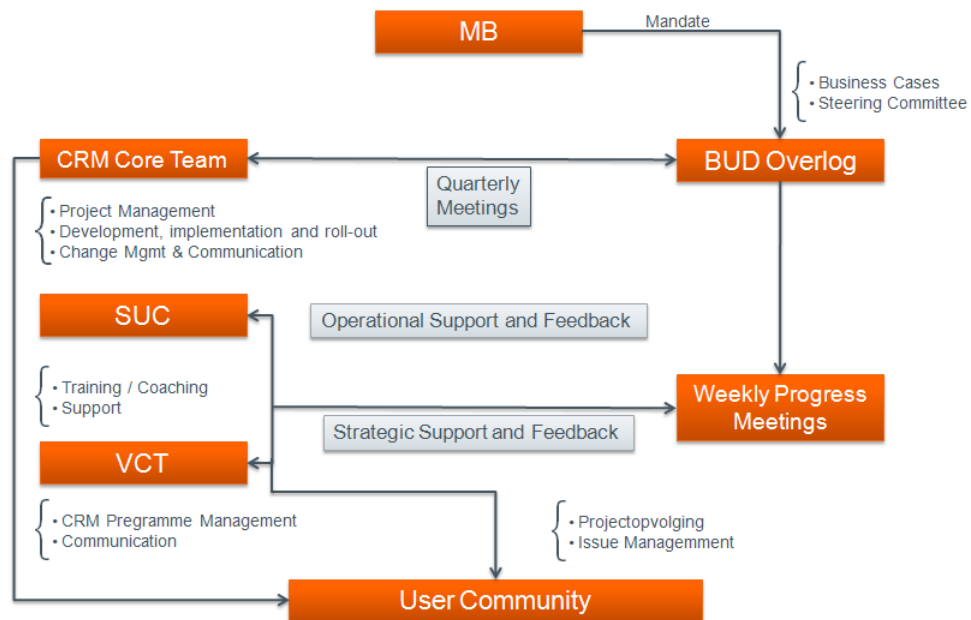 MB
Mandate
• Business Cases
• Steering Committee
CRM Core Team
BUD Overlog
Quarterly
Meetings
• Project Management
• Development, implementation and roll-out
• Change Mgmt & Communication
SUC
Operational Support and Feedback
• Training / Coaching
• Support
Weekly Progress
Meetings
Strategic Support and Feedback
VCT
• CRM Pregramme Management
• Communication
• Projectopvolging
• Issue Managemment
User Community